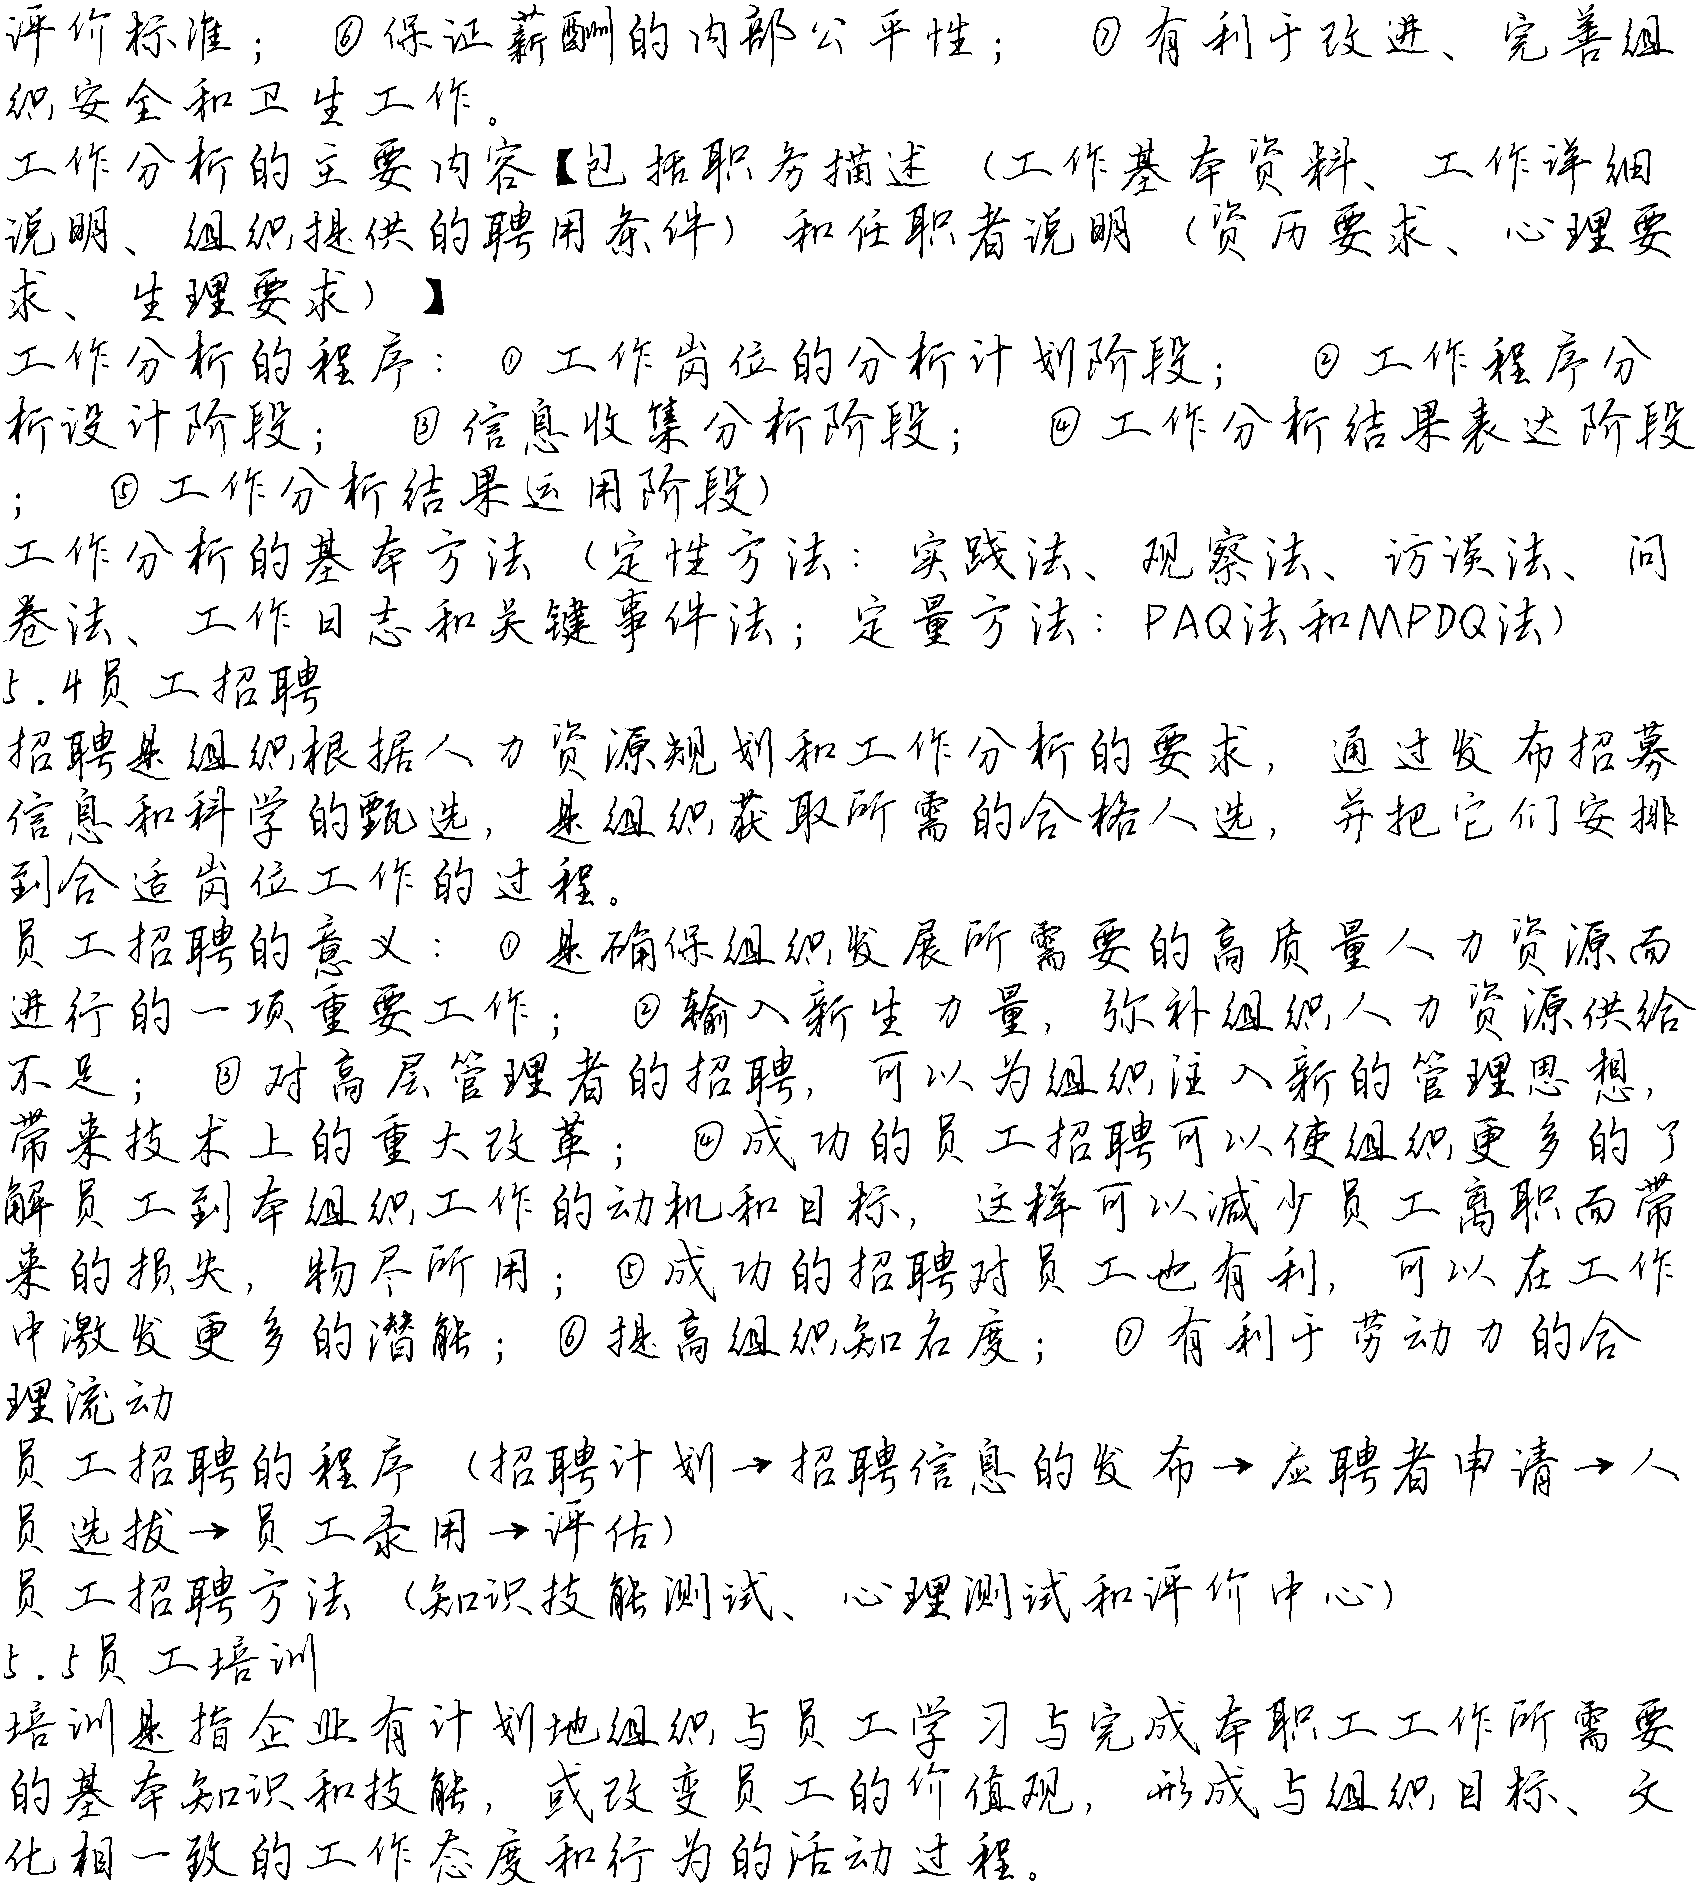 评价标准；　⑥保证薪酬的内部公平性；　⑦有利于改进、完善组
织安全和卫生工作。
工作分析的主要内容【包括职务描述（工作基本资料、工作详细
说明、组织提供的聘用条件）和任职者说明（资历要求、心理要
求、生理要求）】
工作分析的程序：①工作岗位的分析计划阶段；　②工作程序分
析设计阶段；　③信息收集分析阶段；　④工作分析结果表达阶段
；　⑤工作分析结果运用阶段）
工作分析的基本方法（定性方法：实践法、观察法、访谈法、问
卷法、工作日志和关键事件法；定量方法：PAQ法和MPDQ法）
5.4员工招聘
招聘是组织根据人力资源规划和工作分析的要求，通过发布招募
信息和科学的甄选，是组织获取所需的合格人选，并把它们安排
到合适岗位工作的过程。
员工招聘的意义：①是确保组织发展所需要的高质量人力资源而
进行的一项重要工作；　②输入新生力量，弥补组织人力资源供给
不足；　③对高层管理者的招聘，可以为组织注入新的管理思想，
带来技术上的重大改革；　④成功的员工招聘可以使组织更多的了
解员工到本组织工作的动机和目标，这样可以减少员工离职而带
来的损失，物尽所用；⑤成功的招聘对员工也有利，可以在工作
中激发更多的潜能；⑥提高组织知名度；　⑦有利于劳动力的合
理流动
员工招聘的程序（招聘计划→招聘信息的发布→应聘者申请→人
员选拔→员工录用→评估）
员工招聘方法（知识技能测试、心理测试和评价中心）
5.5员工培训
培训是指企业有计划地组织与员工学习与完成本职工工作所需要
的基本知识和技能，或改变员工的价值观，形成与组织目标、文
化相一致的工作态度和行为的活动过程。